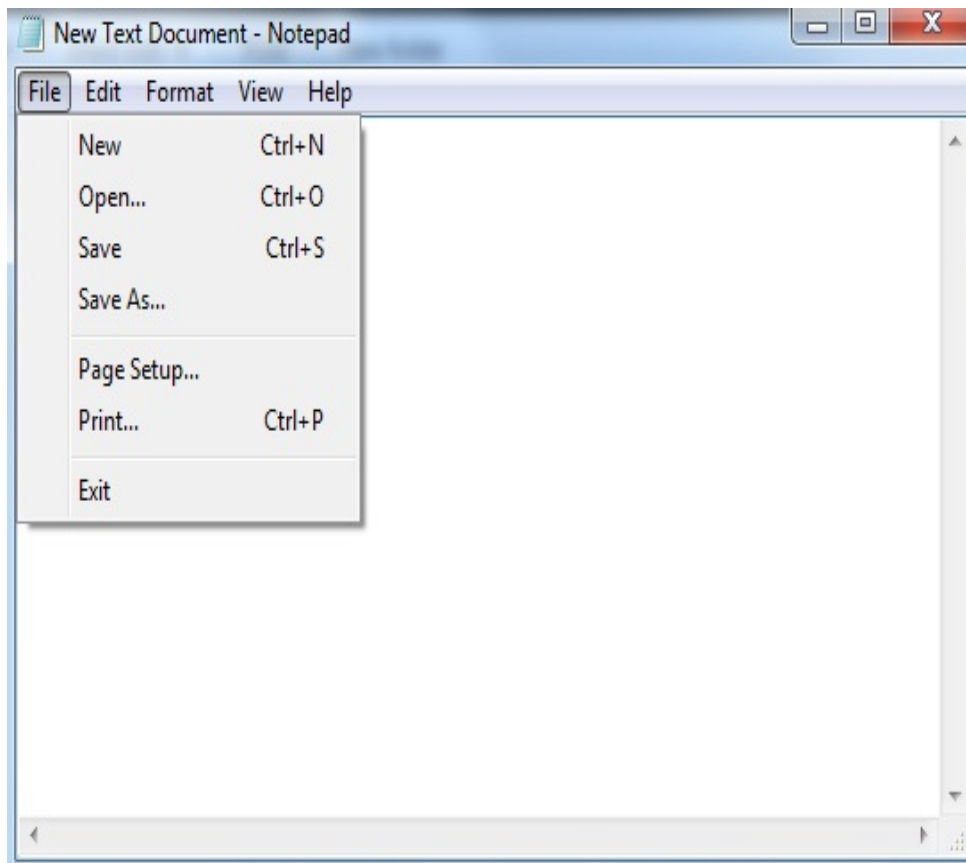 New Text Document - Notepad
File Edit Format View Help
New Ctrl+N
Open... Ctrl+O
Save Ctrl+S
Save As...
Page Setup...
Print... Ctrl+P
Exit